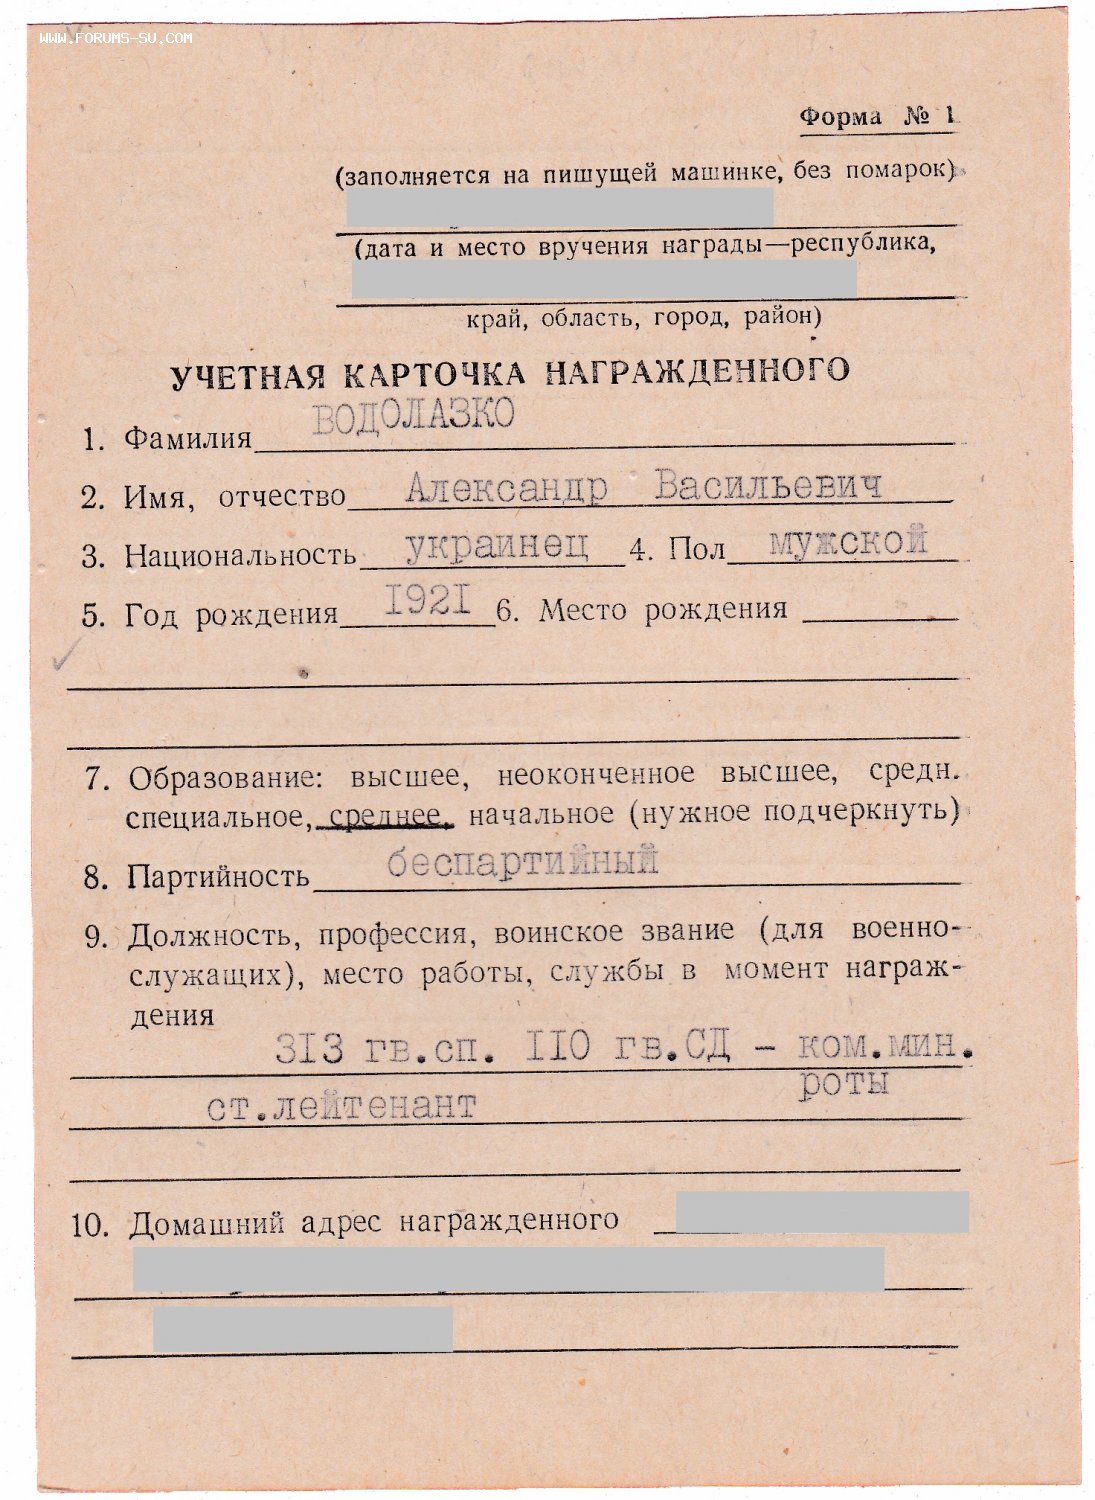 WWW.FORUMS-SU.COM
Форма № 1
(заполняется на пишущей машинке, без помарок)
(дата и место вручения награды—республика,
край, область, город, район)
УЧЕТНАЯ КАРТОЧКА НАГРАЖДЕННОГО
1. Фамилия ВОДОЛАЗКО
2. Имя, отчество Александр Васильевич
3. Национальность украинец 4. Пол мужской
5. Год рождения 1921 6. Место рождения
7. Образование: высшее, неоконченное высшее, средн.
специальное, среднее, начальное (нужное подчеркнуть)
8. Партийность беспартийный
9. Должность, профессия, воинское звание (для военно-
служащих), место работы, службы в момент награж-
дения
313 гв.сп. 110 гв.СД - ком.мин.
роты
ст.лейтенант
10. Домашний адрес награжденного